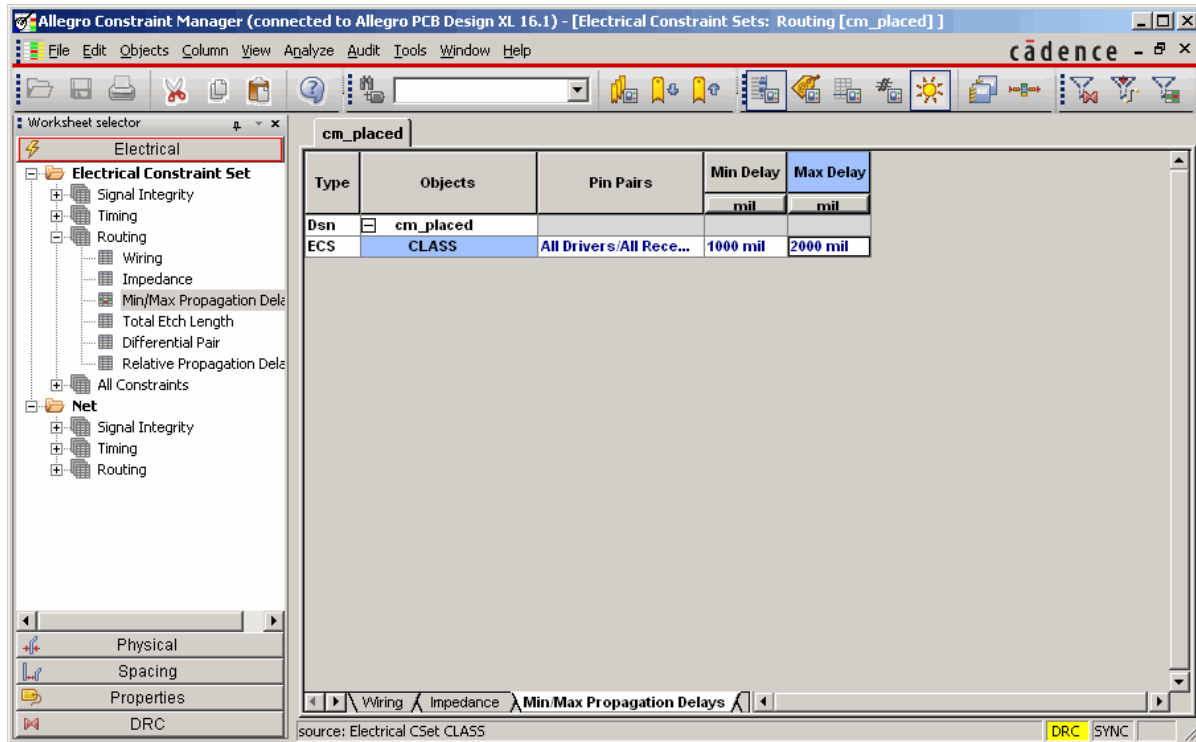 Allegro Constraint Manager (connected to Allegro PCB Design XL 16.1) - [Electrical Constraint Sets: Routing [cm_placed] ]
File Edit Objects Column View Analyze Audit Tools Window Help
cādence
Worksheet selector
Electrical
Electrical Constraint Set
Signal Integrity
Timing
Routing
Wiring
Impedance
Min/Max Propagation Dela
Total Etch Length
Differential Pair
Relative Propagation Dela
All Constraints
Net
Signal Integrity
Timing
Routing
Physical
Spacing
Properties
DRC
cm_placed
Type Objects Pin Pairs Min Delay Max Delay
mil mil
Dsn cm_placed
ECS CLASS All Drivers/All Rece... 1000 mil 2000 mil
Wiring Impedance Min/Max Propagation Delays
source: Electrical CSet CLASS
DRC SYNC